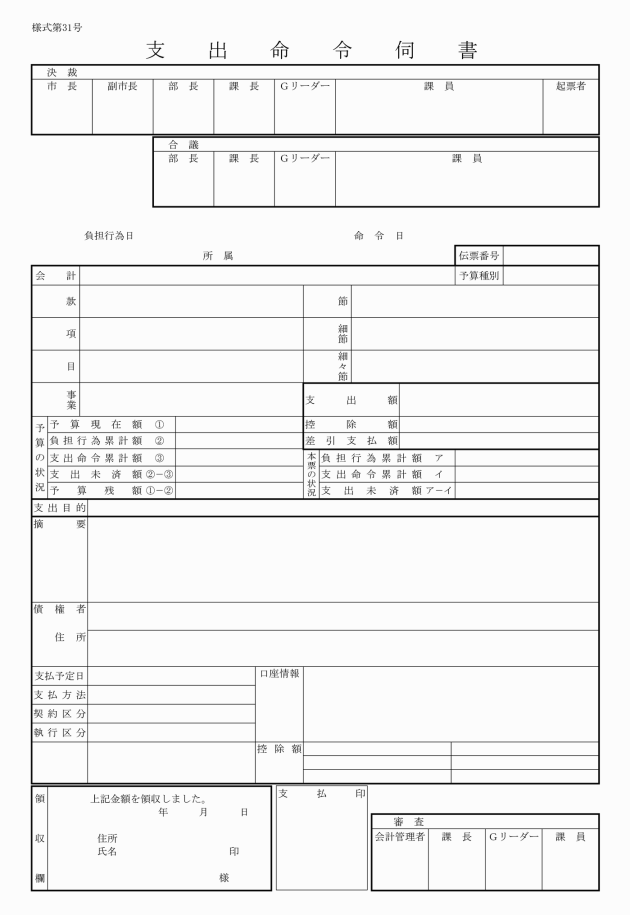 様式第31号
支出命令伺書
決裁
市長 副市長 部長 課長 Gリーダー 課員 起票者
合議
部長 課長 Gリーダー 課員
負担行為日 命令日
所属 伝票番号
会計 予算種別
款 節
項 細節
目 細々節
事業 支出額
予算の状況
予算現在額① 控除額
負担行為累計額② 差引支払額
本票の状況
支出命令累計額③ 負担行為累計額ア
支出未済額②－③ 支出命令累計額イ
予算残額①－② 支出未済額ア－イ
支出目的
摘要
債権者
住所
支払予定日 口座情報
支払方法
契約区分
執行区分
控除額
領収欄
上記金額を領収しました。 支払印
年 月 日
審査
住所 会計管理者 課長 Gリーダー 課員
氏名 印
様